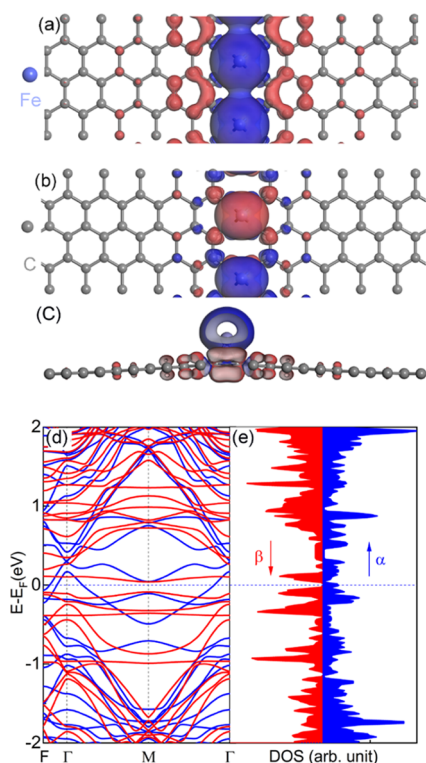 (a)
Fe
(b)
C
(C)
(d)
(e)
2
1
0
-1
-2
E-E_F(eV)
β
α
F Γ M Γ
DOS (arb. unit)